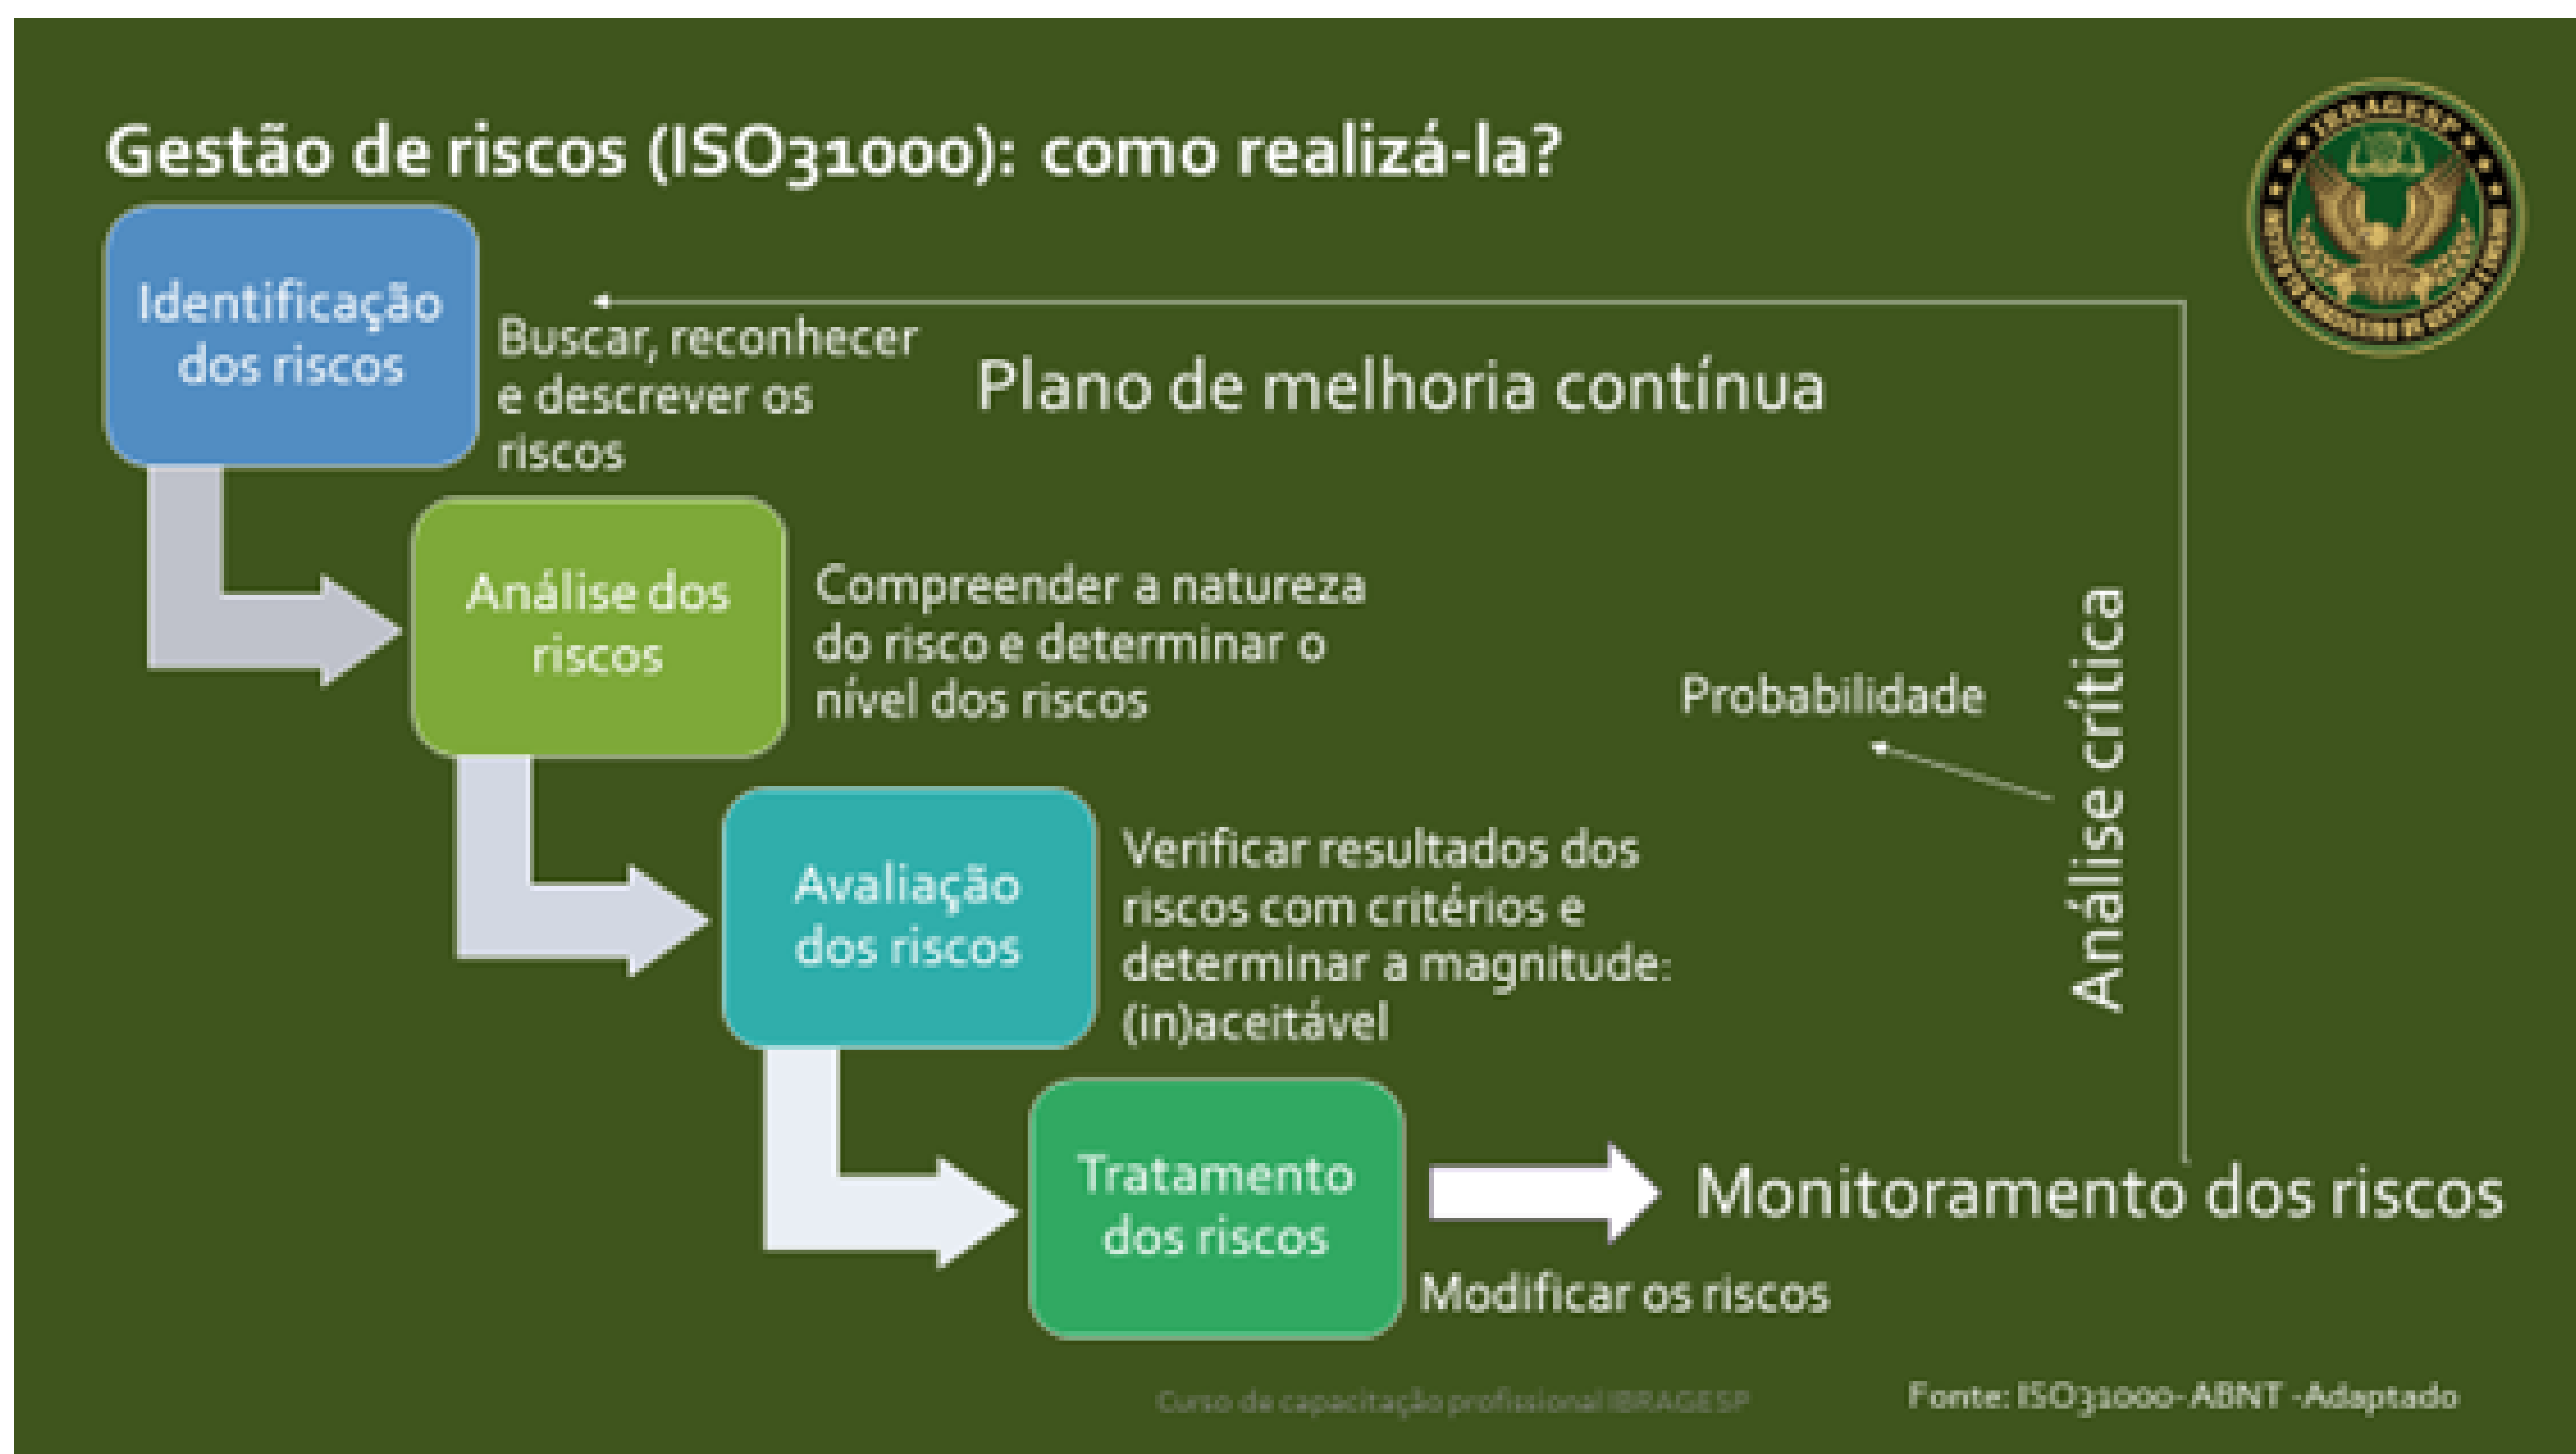 Gestão de riscos (ISO31000): como realizá-la?
IBRAGESP
Identificação
dos riscos
Buscar, reconhecer
e descrever os
riscos
Plano de melhoria contínua
Análise dos
riscos
Compreender a natureza
do risco e determinar o
nível dos riscos
Probabilidade
Análise crítica
Avaliação
dos riscos
Verificar resultados dos
riscos com critérios e
determinar a magnitude:
(in)aceitável
Tratamento
dos riscos
Monitoramento dos riscos
Modificar os riscos
Curso de capacitação profissional IBRAGESP
Fonte: ISO31000- ABNT -Adaptado